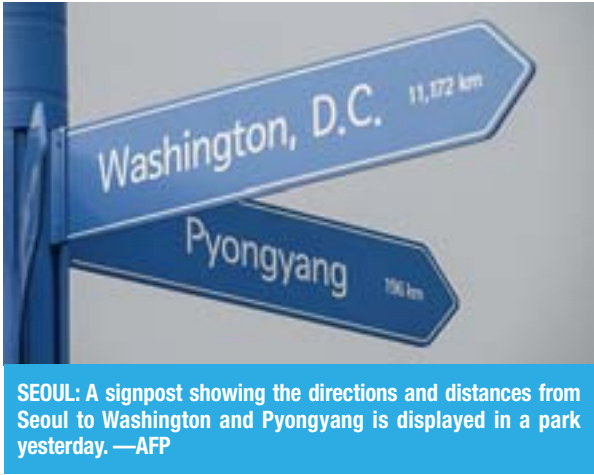 Washington, D.C. 11,172 km
Pyongyang 196 km
SEOUL: A signpost showing the directions and distances from
Seoul to Washington and Pyongyang is displayed in a park
yesterday. —AFP